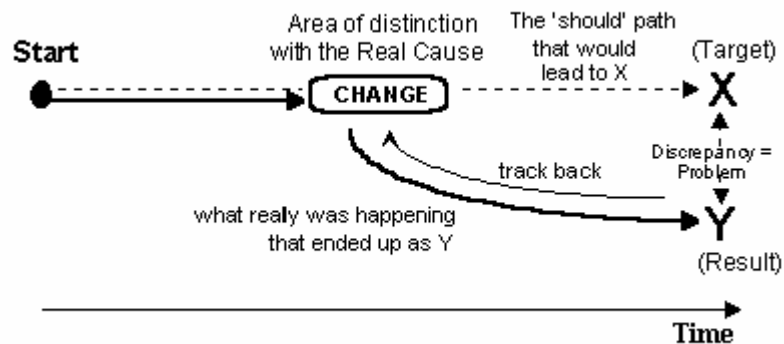 Start
Area of distinction
with the Real Cause
The 'should' path
that would
lead to X
(Target)
CHANGE
X
Discrepancy =
Problem
track back
what really was happening
that ended up as Y
Y
(Result)
Time